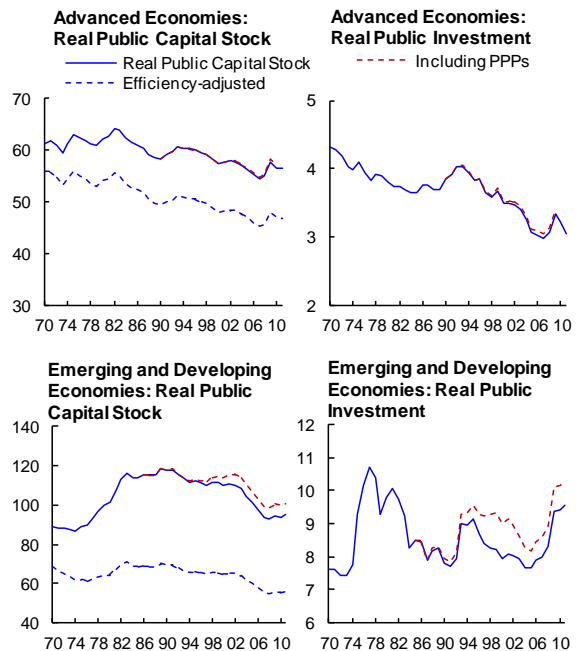 Advanced Economies:
Real Public Capital Stock
Real Public Capital Stock
Efficiency-adjusted
70
60
50
40
30
70 74 78 82 86 90 94 98 02 06 10
Advanced Economies:
Real Public Investment
Including PPPs
5
4
3
2
70 74 78 82 86 90 94 98 02 06 10
Emerging and Developing
Economies: Real Public
Capital Stock
140
120
100
80
60
40
70 74 78 82 86 90 94 98 02 06 10
Emerging and Developing
Economies: Real Public
Investment
12
11
10
9
8
7
6
70 74 78 82 86 90 94 98 02 06 10